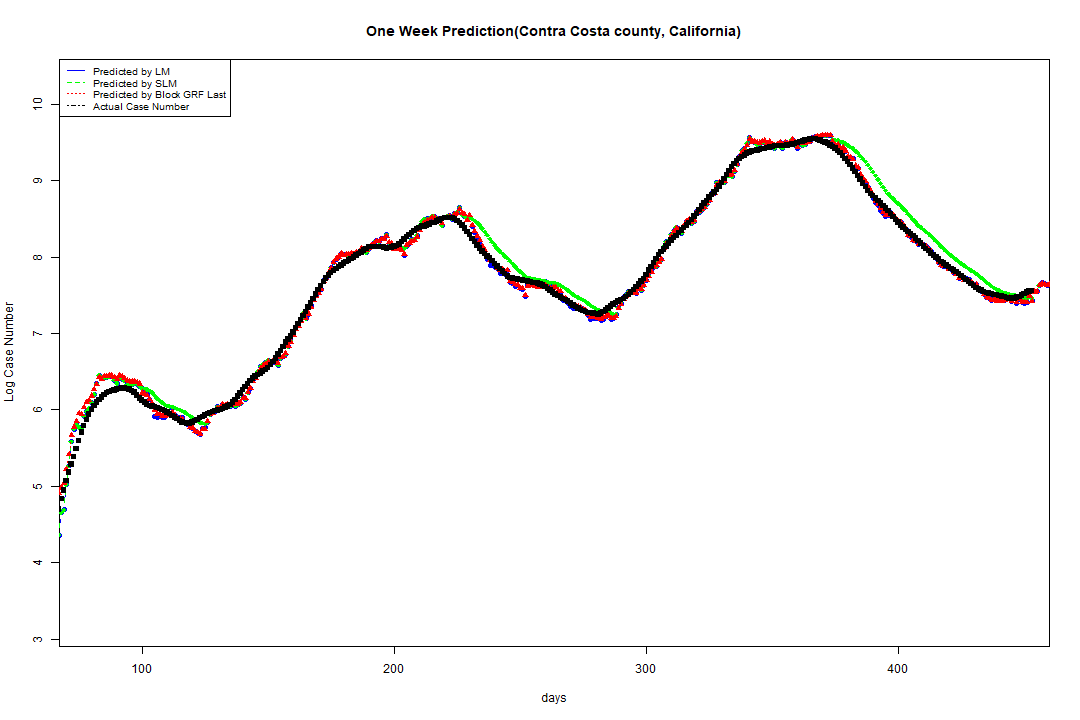 One Week Prediction(Contra Costa county, California)
Predicted by LM
Predicted by SLM
Predicted by Block GRF Last
Actual Case Number
10
9
8
7
6
5
4
3
Log Case Number
100 200 300 400
days